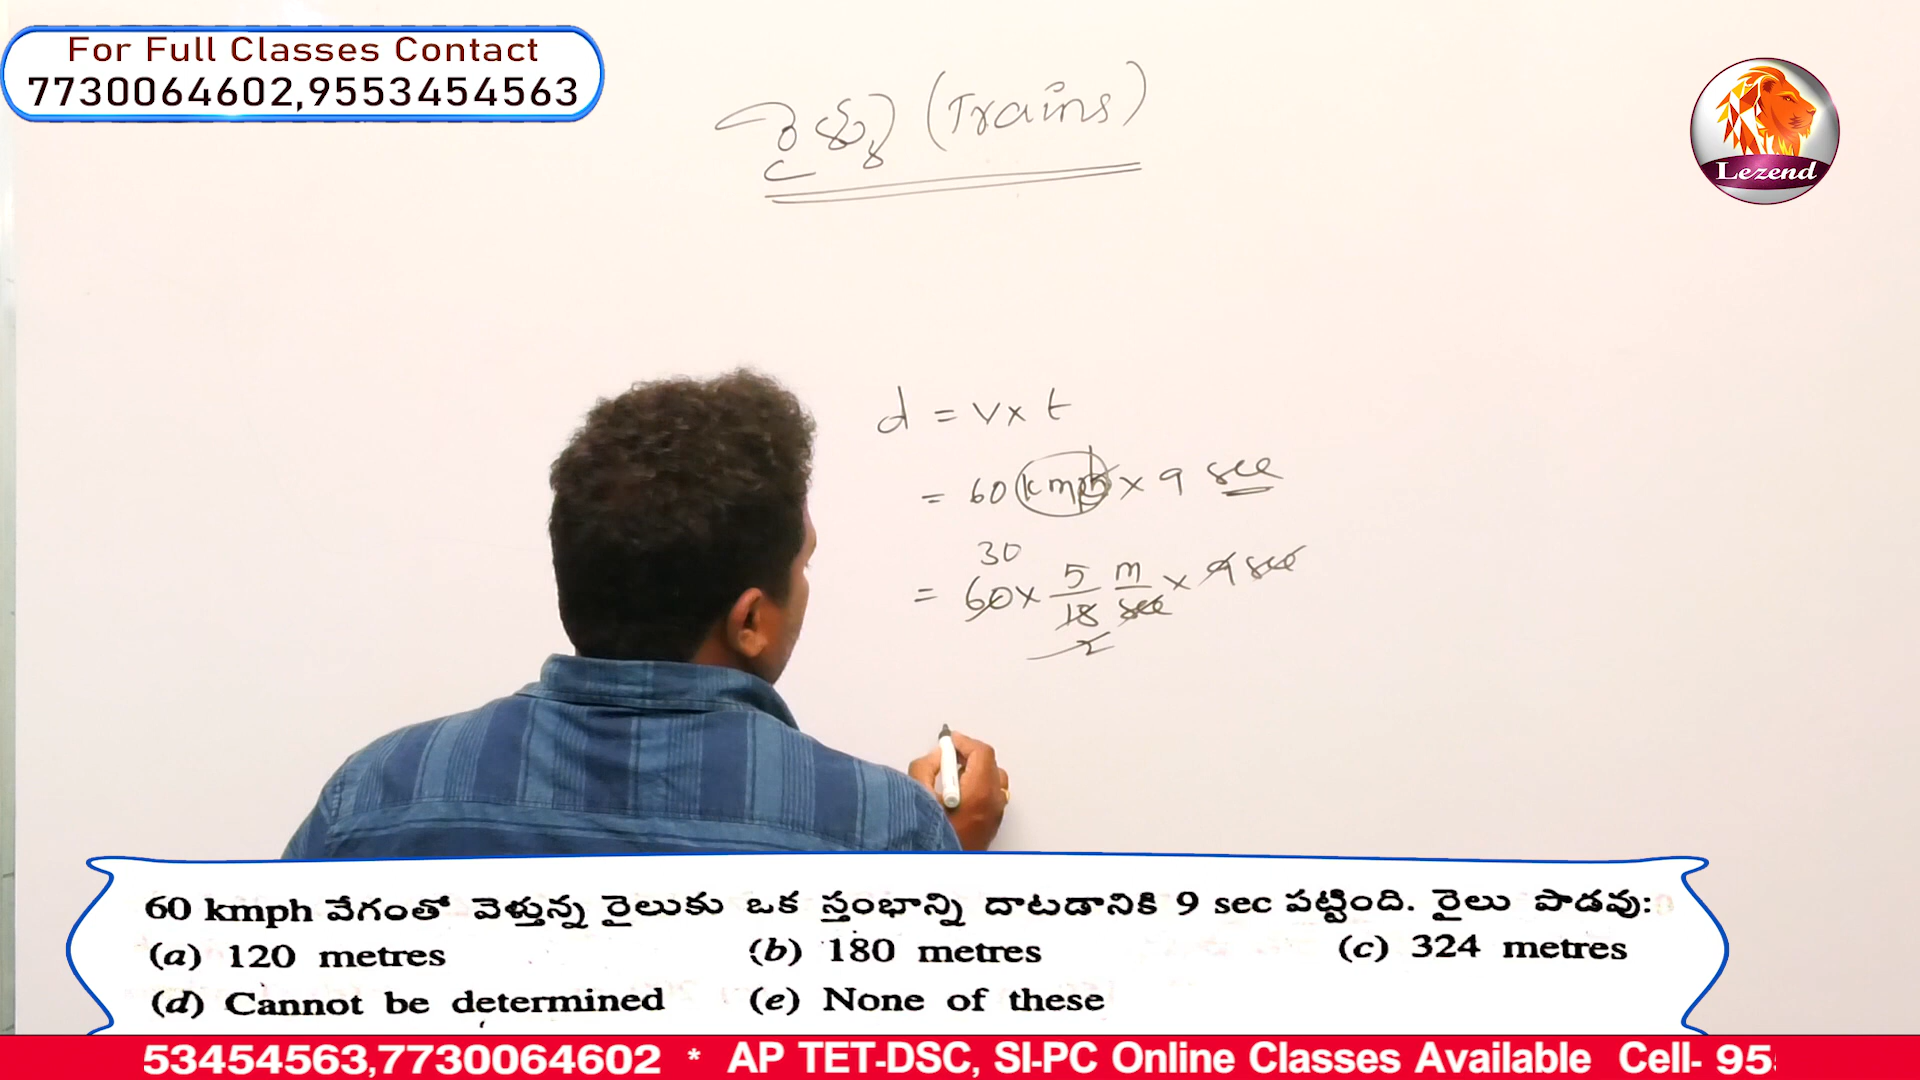 For Full Classes Contact
7730064602,9553454563
రైళ్ళు (Trains)
Lezend
d = v x t
= 60 kmph x 9 sec
30
= 60 x 5/18 m/sec x 9 sec
2
60 kmph వేగంతో వెళ్తున్న రైలుకు ఒక స్తంభాన్ని దాటడానికి 9 sec పట్టింది. రైలు పొడవు:
(a) 120 metres (b) 180 metres (c) 324 metres
(d) Cannot be determined (e) None of these
53454563,7730064602 * AP TET-DSC, SI-PC Online Classes Available Cell- 95